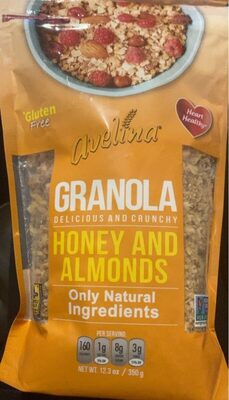 Gluten
Free
Heart
Healthy
avelina
GRANOLA
DELICIOUS AND CRUNCHY
HONEY AND
ALMONDS
Only Natural
Ingredients
PER SERVING
160 1g 8g 3g
NET WT. 12.3 oz / 350 g